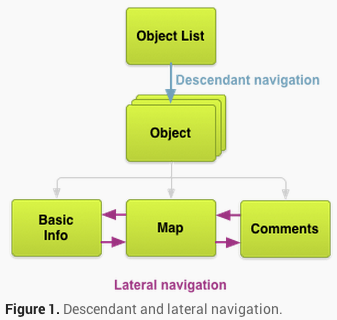 Object List
Descendant navigation
Object
Basic
Info
Map
Comments
Lateral navigation
Figure 1. Descendant and lateral navigation.